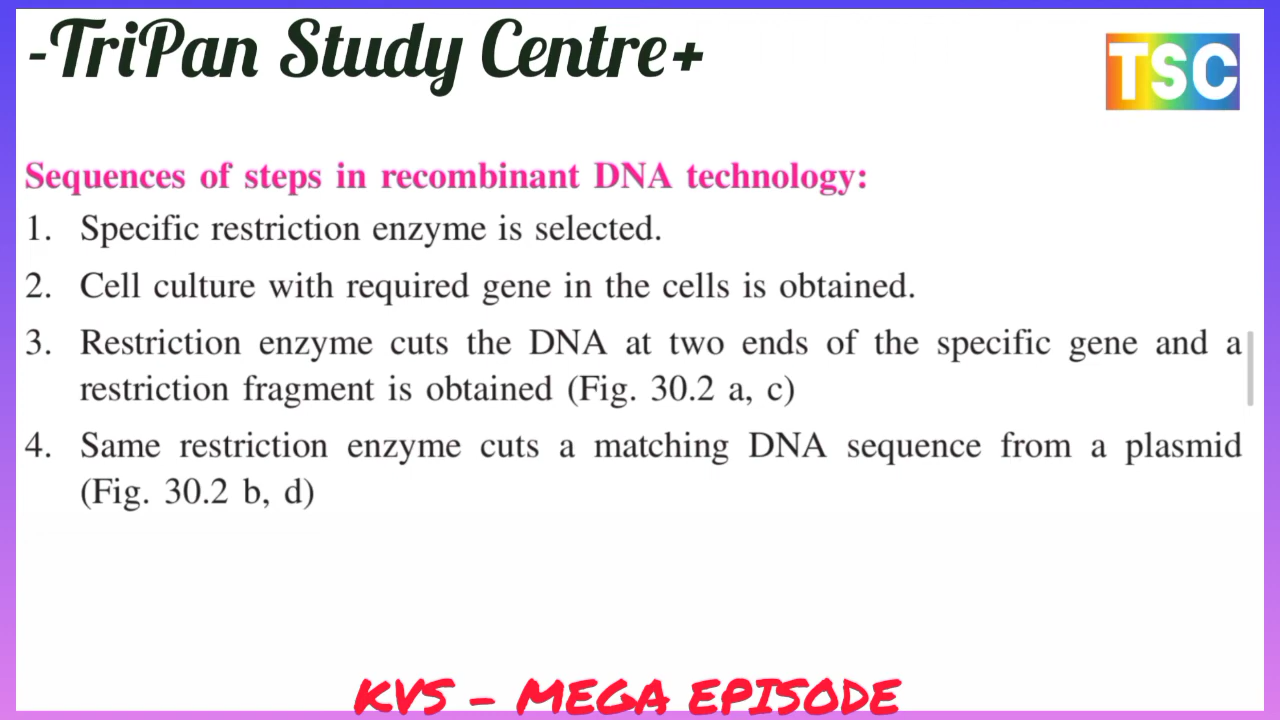 -TriPan Study Centre+
TSC
Sequences of steps in recombinant DNA technology:
1. Specific restriction enzyme is selected.
2. Cell culture with required gene in the cells is obtained.
3. Restriction enzyme cuts the DNA at two ends of the specific gene and a
restriction fragment is obtained (Fig. 30.2 a, c)
4. Same restriction enzyme cuts a matching DNA sequence from a plasmid
(Fig. 30.2 b, d)
KVS - MEGA EPISODE